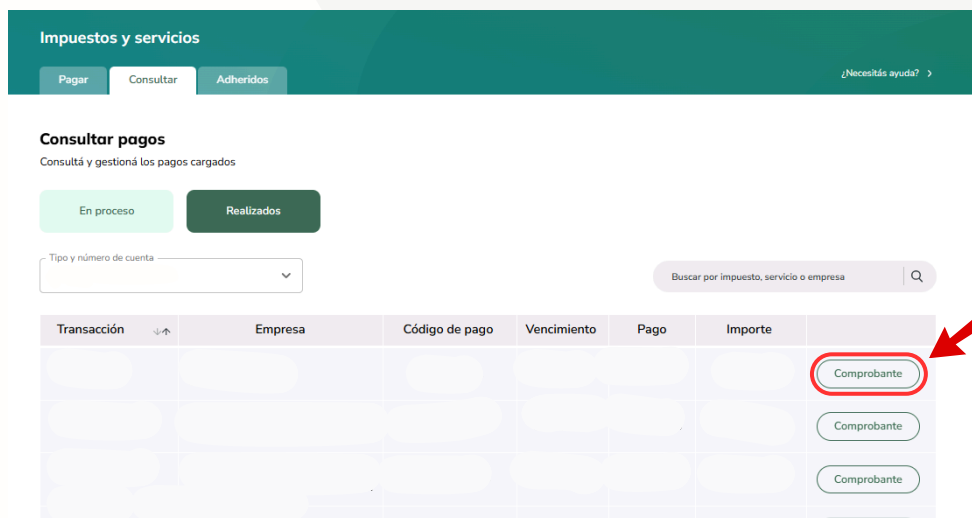 Impuestos y servicios
Pagar Consultar Adheridos ¿Necesitás ayuda?
Consultar pagos
Consultá y gestioná los pagos cargados
En proceso Realizados
Tipo y número de cuenta
Buscar por impuesto, servicio o empresa
Transacción Empresa Código de pago Vencimiento Pago Importe
Comprobante
Comprobante
Comprobante